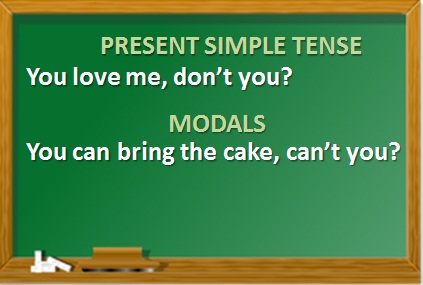 PRESENT SIMPLE TENSE
You love me, don’t you?
MODALS
You can bring the cake, can’t you?